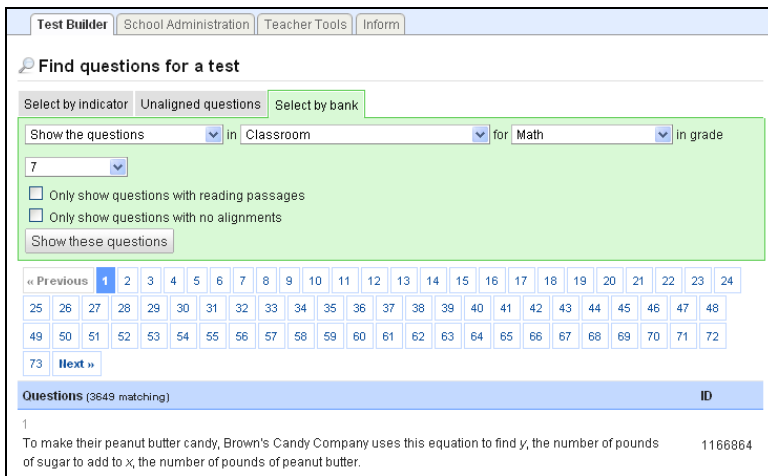 Test Builder School Administration Teacher Tools Inform
Find questions for a test
Select by indicator Unaligned questions Select by bank
Show the questions in Classroom for Math in grade
7
Only show questions with reading passages
Only show questions with no alignments
Show these questions
« Previous 1 2 3 4 5 6 7 8 9 10 11 12 13 14 15 16 17 18 19 20 21 22 23 24
25 26 27 28 29 30 31 32 33 34 35 36 37 38 39 40 41 42 43 44 45 46 47 48
49 50 51 52 53 54 55 56 57 58 59 60 61 62 63 64 65 66 67 68 69 70 71 72
73 Next »
Questions (3649 matching) ID
1
To make their peanut butter candy, Brown's Candy Company uses this equation to find y, the number of pounds 1166864
of sugar to add to x, the number of pounds of peanut butter.